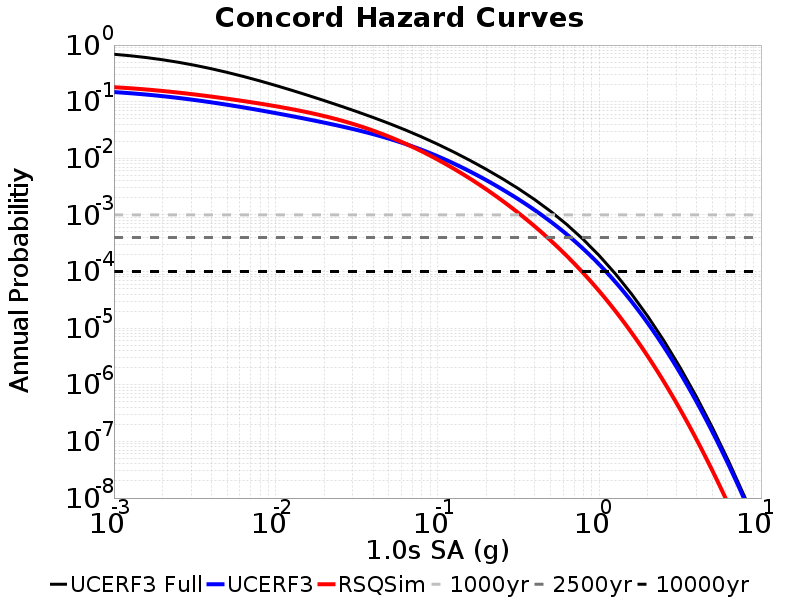 Concord Hazard Curves
10^0
10^-1
10^-2
10^-3
10^-4
10^-5
10^-6
10^-7
10^-8
Annual Probabilitiy
10^-3 10^-2 10^-1 10^0 10^1
1.0s SA (g)
UCERF3 Full UCERF3 RSQSim 1000yr 2500yr 10000yr